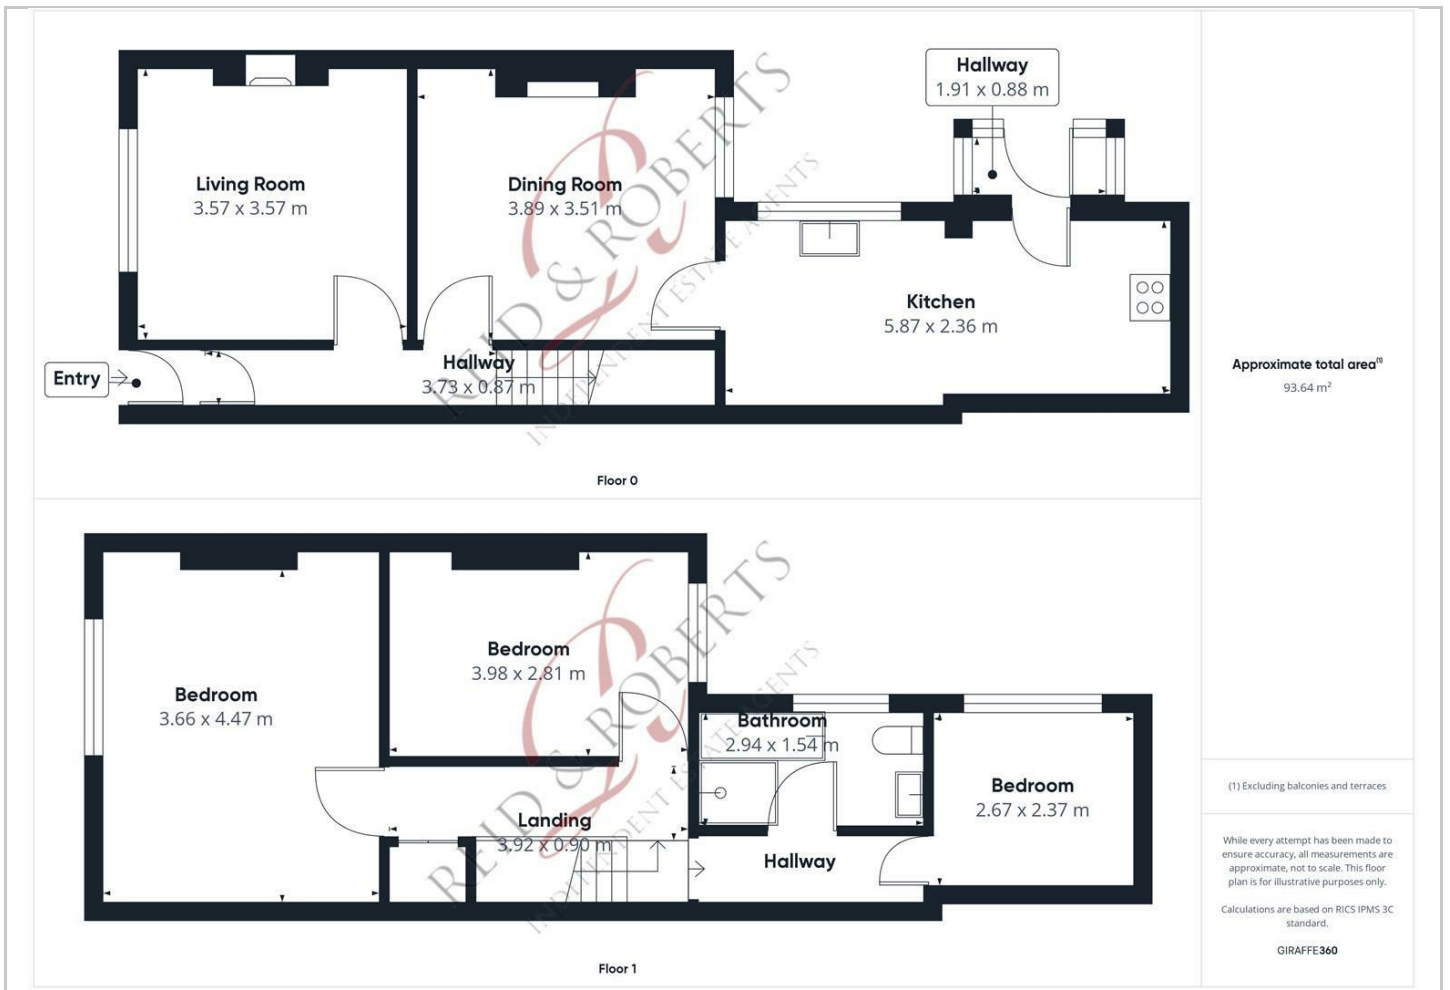 Hallway
1.91 x 0.88 m
Living Room
3.57 x 3.57 m
Dining Room
3.89 x 3.51 m
Kitchen
5.87 x 2.36 m
Entry
Hallway
3.73 x 0.87 m
REID & ROBERTS
INDEPENDENT ESTATE AGENTS
Floor 0
Approximate total area(1)
93.64 m²
Bedroom
3.66 x 4.47 m
Bedroom
3.98 x 2.81 m
Bathroom
2.94 x 1.54 m
Bedroom
2.67 x 2.37 m
Landing
3.92 x 0.90 m
Hallway
REID & ROBERTS
INDEPENDENT ESTATE AGENTS
Floor 1
(1) Excluding balconies and terraces
While every attempt has been made to
ensure accuracy, all measurements are
approximate, not to scale. This floor
plan is for illustrative purposes only.
Calculations are based on RICS IPMS 3C
standard.
GIRAFFE360